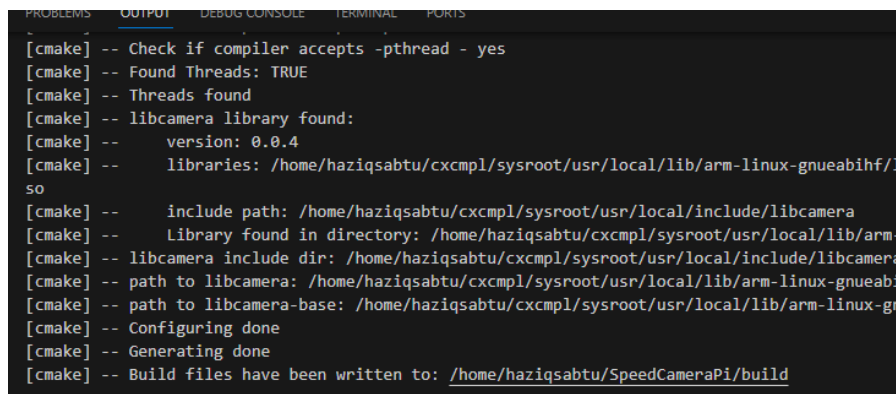 PROBLEMS OUTPUT DEBUG CONSOLE TERMINAL PORTS
[cmake] -- Check if compiler accepts -pthread - yes
[cmake] -- Found Threads: TRUE
[cmake] -- Threads found
[cmake] -- libcamera library found:
[cmake] --     version: 0.0.4
[cmake] --     libraries: /home/haziqsabtu/cxcmpl/sysroot/usr/local/lib/arm-linux-gnueabihf/
so
[cmake] --     include path: /home/haziqsabtu/cxcmpl/sysroot/usr/local/include/libcamera
[cmake] --     Library found in directory: /home/haziqsabtu/cxcmpl/sysroot/usr/local/lib/arm-
[cmake] -- libcamera include dir: /home/haziqsabtu/cxcmpl/sysroot/usr/local/include/libcamera
[cmake] -- path to libcamera: /home/haziqsabtu/cxcmpl/sysroot/usr/local/lib/arm-linux-gnueab
[cmake] -- path to libcamera-base: /home/haziqsabtu/cxcmpl/sysroot/usr/local/lib/arm-linux-g
[cmake] -- Configuring done
[cmake] -- Generating done
[cmake] -- Build files have been written to: /home/haziqsabtu/SpeedCameraPi/build